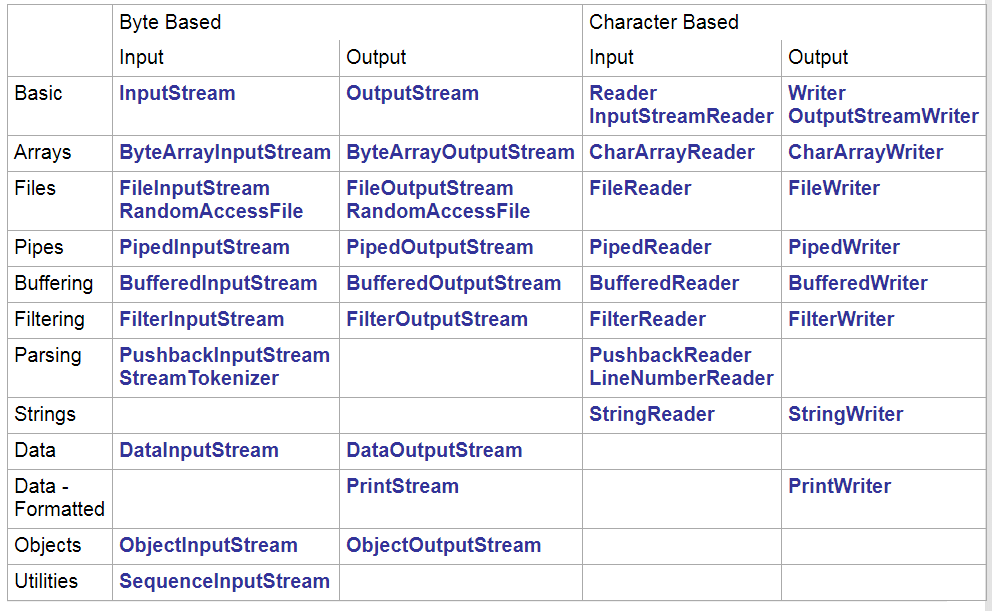 Byte Based Character Based
Input Output Input Output
Basic InputStream OutputStream Reader Writer
InputStreamReader OutputStreamWriter
Arrays ByteArrayInputStream ByteArrayOutputStream CharArrayReader CharArrayWriter
Files FileInputStream FileOutputStream FileReader FileWriter
RandomAccessFile RandomAccessFile
Pipes PipedInputStream PipedOutputStream PipedReader PipedWriter
Buffering BufferedInputStream BufferedOutputStream BufferedReader BufferedWriter
Filtering FilterInputStream FilterOutputStream FilterReader FilterWriter
Parsing PushbackInputStream PushbackReader
StreamTokenizer LineNumberReader
Strings StringReader StringWriter
Data DataInputStream DataOutputStream
Data - PrintStream PrintWriter
Formatted
Objects ObjectInputStream ObjectOutputStream
Utilities SequenceInputStream